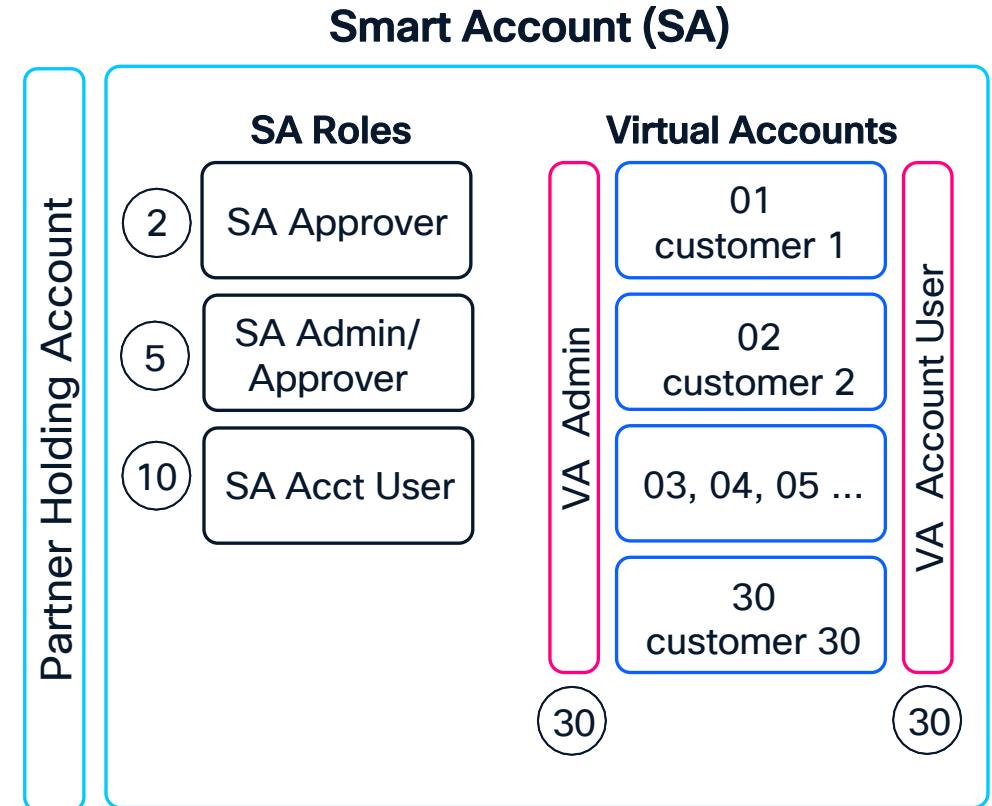 Smart Account (SA)
Partner Holding Account
SA Roles
2
SA Approver
5
SA Admin/
Approver
10
SA Acct User
Virtual Accounts
VA Admin
30
01
customer 1
02
customer 2
03, 04, 05 ...
30
customer 30
VA Account User
30